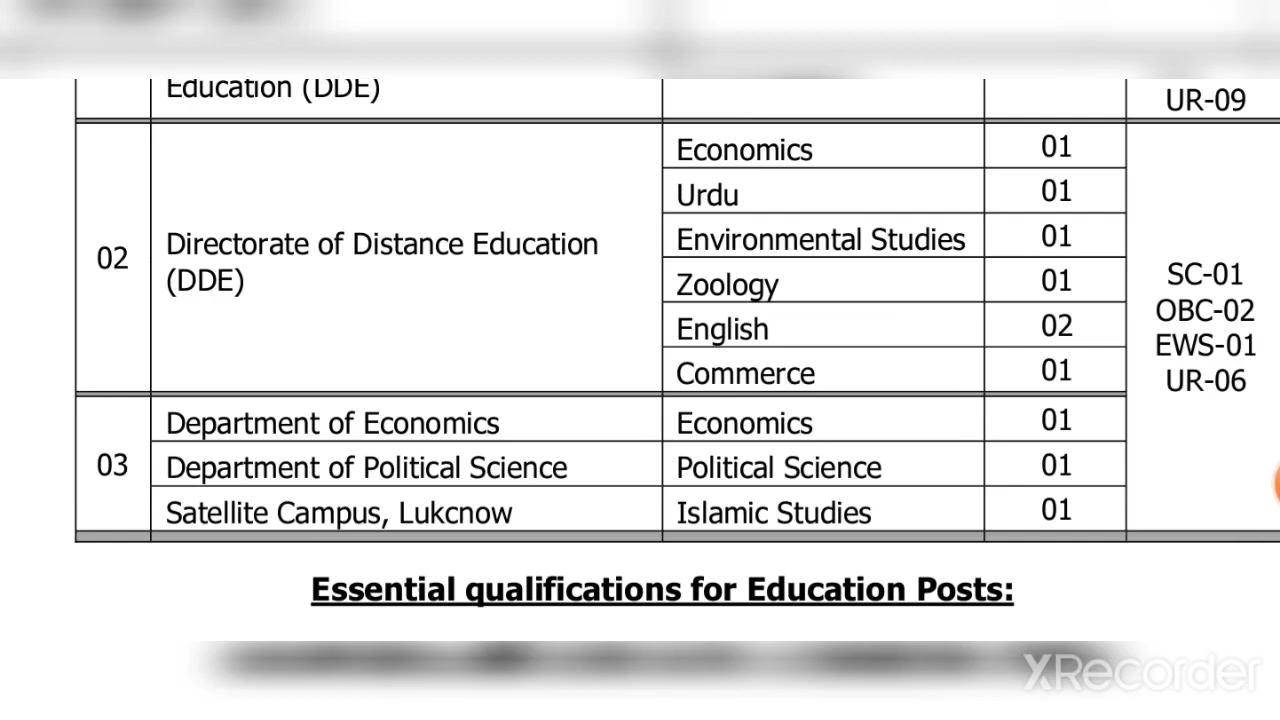 Education (DDE)
UR-09
02
Directorate of Distance Education
(DDE)
Economics 01
Urdu 01
Environmental Studies 01
Zoology 01
English 02
Commerce 01
SC-01
OBC-02
EWS-01
UR-06
03
Department of Economics Economics 01
Department of Political Science Political Science 01
Satellite Campus, Lukcnow Islamic Studies 01
Essential qualifications for Education Posts:
XRecorder